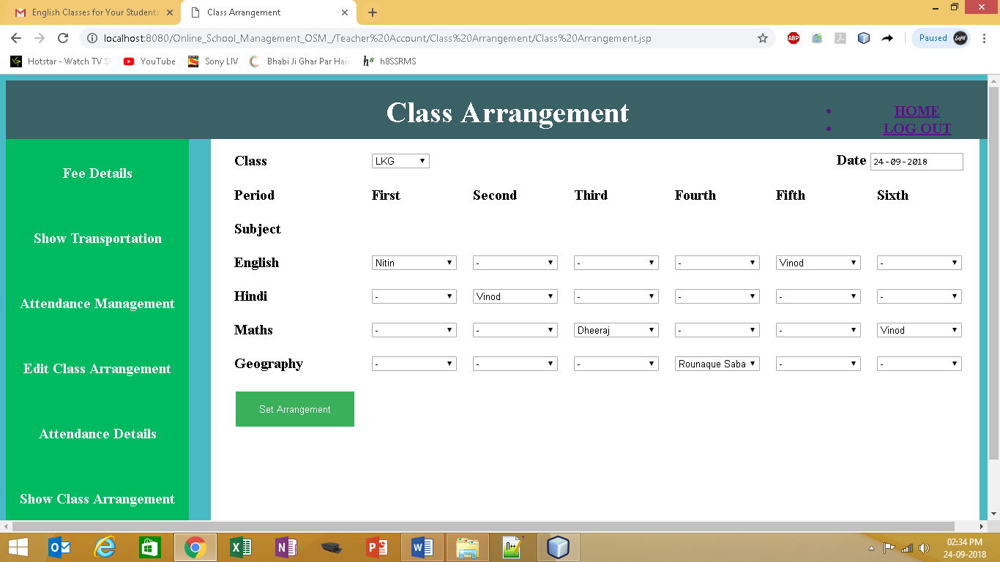 English Classes for Your Students
Class Arrangement
localhost:8080/Online_School_Management_OSM_/Teacher%20Account/Class%20Arrangement/Class%20Arrangement.jsp
ABP
Paused
Hotstar - Watch TV
YouTube
Sony LIV
Bhabi Ji Ghar Par Hai
h8
h8SSRMS
Class Arrangement
• HOME
• LOG OUT
Fee Details
Show Transportation
Attendance Management
Edit Class Arrangement
Attendance Details
Show Class Arrangement
Class LKG Date 24-09-2018
Period First Second Third Fourth Fifth Sixth
Subject
English Nitin - - - Vinod -
Hindi - Vinod - - - -
Maths - - Dheeraj - - Vinod
Geography - - - Rounaque Saba - -
Set Arrangement
02:34 PM
24-09-2018